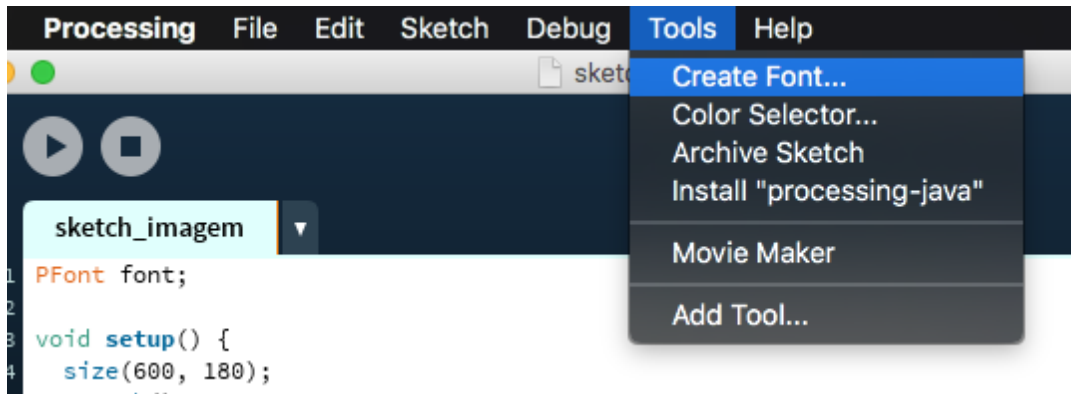 Processing File Edit Sketch Debug Tools Help
Create Font...
Color Selector...
Archive Sketch
Install "processing-java"
Movie Maker
Add Tool...
sketch_imagem
1 PFont font;
2
3 void setup() {
4 size(600, 180);